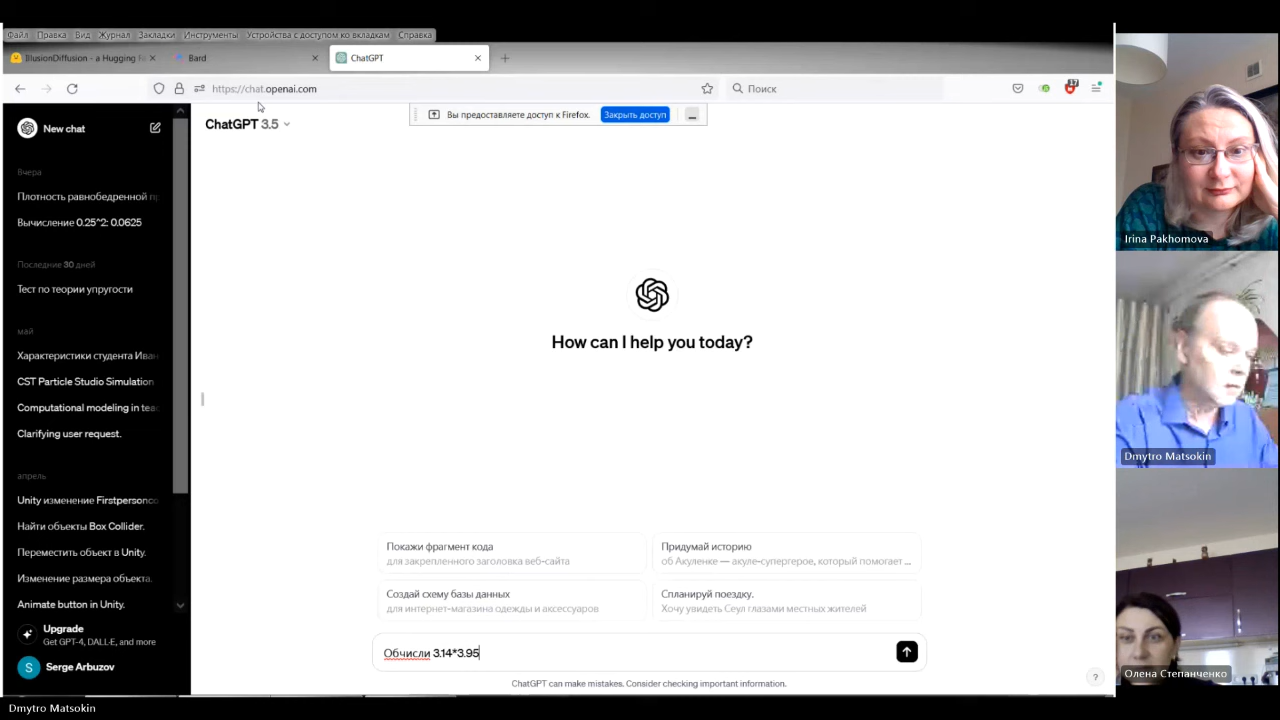 Файл Правка Вид Журнал Закладки Инструменты Устройства с доступом ко вкладкам Справка
IllusionDiffusion - a Hugging
Bard
ChatGPT
https://chat.openai.com
Поиск
17
ChatGPT 3.5
Вы предоставляете доступ к Firefox.
Закрыть доступ
New chat
Вчера
Плотность равнобедренной
Вычисление 0.25^2: 0.0625
Последние 30 дней
Тест по теории упругости
май
Характеристики студента
CST Particle Studio Simulation
Computational modeling in
Clarifying user request.
апрель
Unity изменение
Найти объекты Box Collider.
Переместить объект в Unity.
Изменение размера объекта.
Animate button in Unity.
Upgrade
Get GPT-4, DALL·E, and more
S
Serge Arbuzov
How can I help you today?
Покажи фрагмент кода
для закрепленного заголовка веб-сайта
Придумай историю
об Акуленке — акуле-супергерое, который помогает ...
Создай схему базы данных
для интернет-магазина одежды и аксессуаров
Спланируй поездку.
Хочу увидеть Сеул глазами местных жителей
Обчисли 3.14*3.95
ChatGPT can make mistakes. Consider checking important information.
?
Irina Pakhomova
Dmytro Matsokin
Олена Степанченко
Dmytro Matsokin